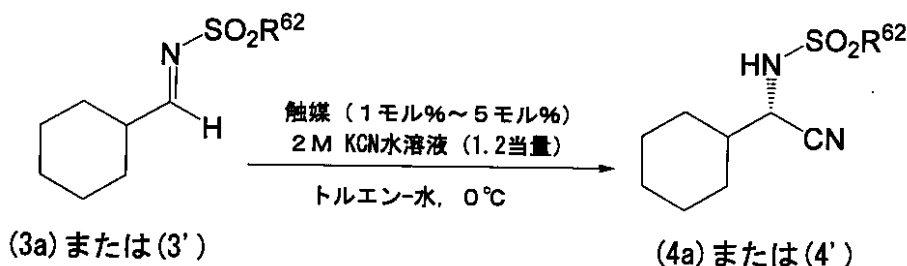 N SO₂R⁶²
H
(3a)または(3')
触媒（1モル%～5モル%）
2M KCN水溶液（1.2当量）
トルエン-水, 0℃
HN SO₂R⁶²
CN
(4a)または(4')